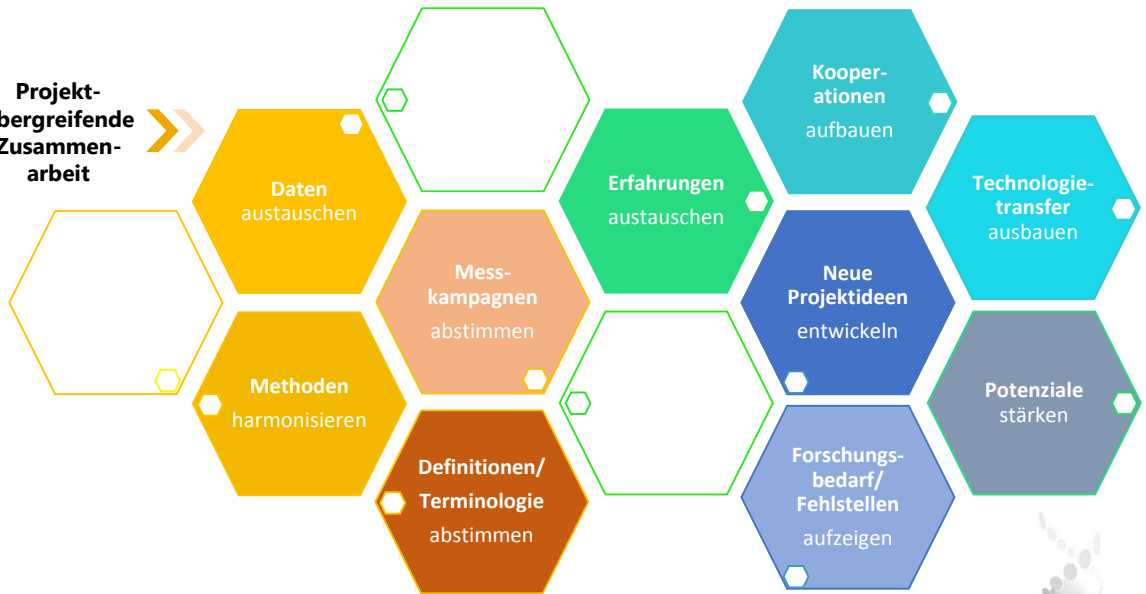 Projekt-
bergreifende
Zusammen-
arbeit
Daten
austauschen
Methoden
harmonisieren
Mess-
kampagnen
abstimmen
Definitionen/
Terminologie
abstimmen
Erfahrungen
austauschen
Kooper-
ationen
aufbauen
Neue
Projektideen
entwickeln
Forschungs-
bedarf/
Fehlstellen
aufzeigen
Technologie-
transfer
ausbauen
Potenziale
stärken